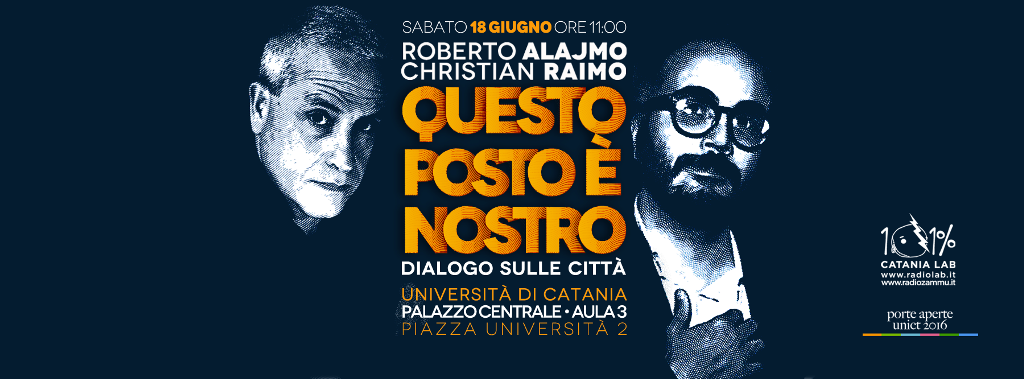 SABATO 18 GIUGNO ORE 11:00
ROBERTO ALAJMO
CHRISTIAN RAIMO
QUESTO
POSTO È
NOSTRO
DIALOGO SULLE CITTÀ
UNIVERSITÀ DI CATANIA
PALAZZO CENTRALE • AULA 3
PIAZZA UNIVERSITÀ 2
101%
CATANIA LAB
www.radiolab.it
www.radiozammu.it
porte aperte
unict 2016